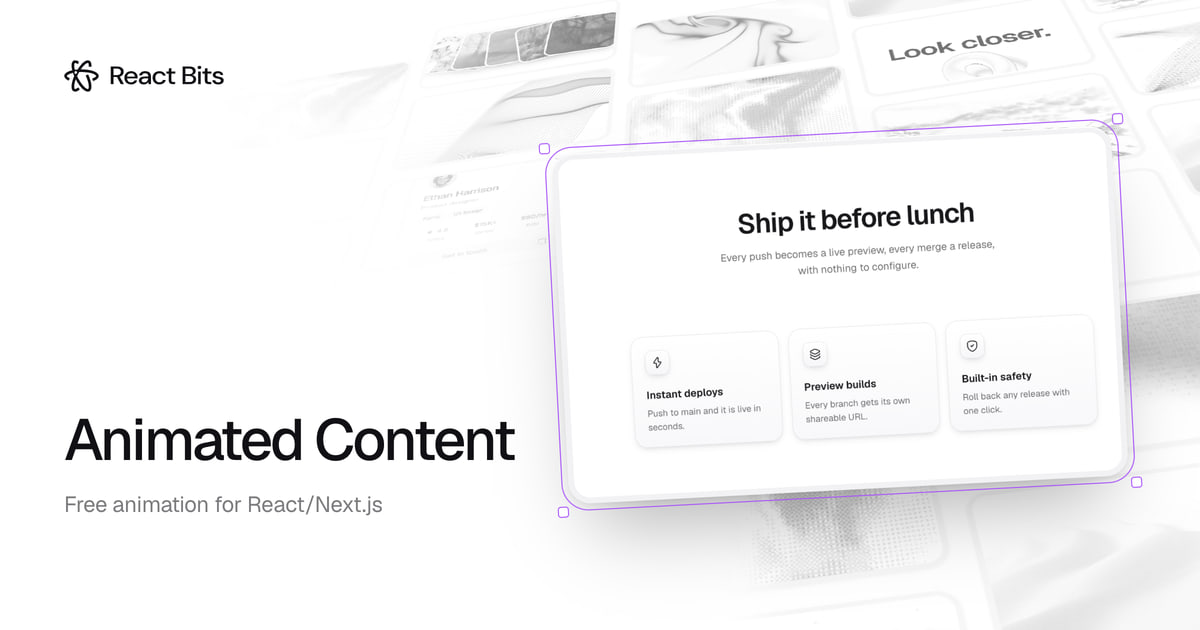 React Bits
Look closer.
Ethan Harrison
Ship it before lunch
Every push becomes a live preview, every merge a release,
with nothing to configure.
Instant deploys
Push to main and it is live in
seconds.
Preview builds
Every branch gets its own
shareable URL.
Built-in safety
Roll back any release with
one click.
Animated Content
Free animation for React/Next.js